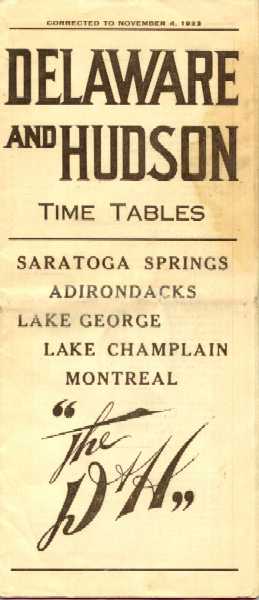 CORRECTED TO NOVEMBER 4, 1923
DELAWARE
AND HUDSON
TIME TABLES
SARATOGA SPRINGS
ADIRONDACKS
LAKE GEORGE
LAKE CHAMPLAIN
MONTREAL
"The
D & H"